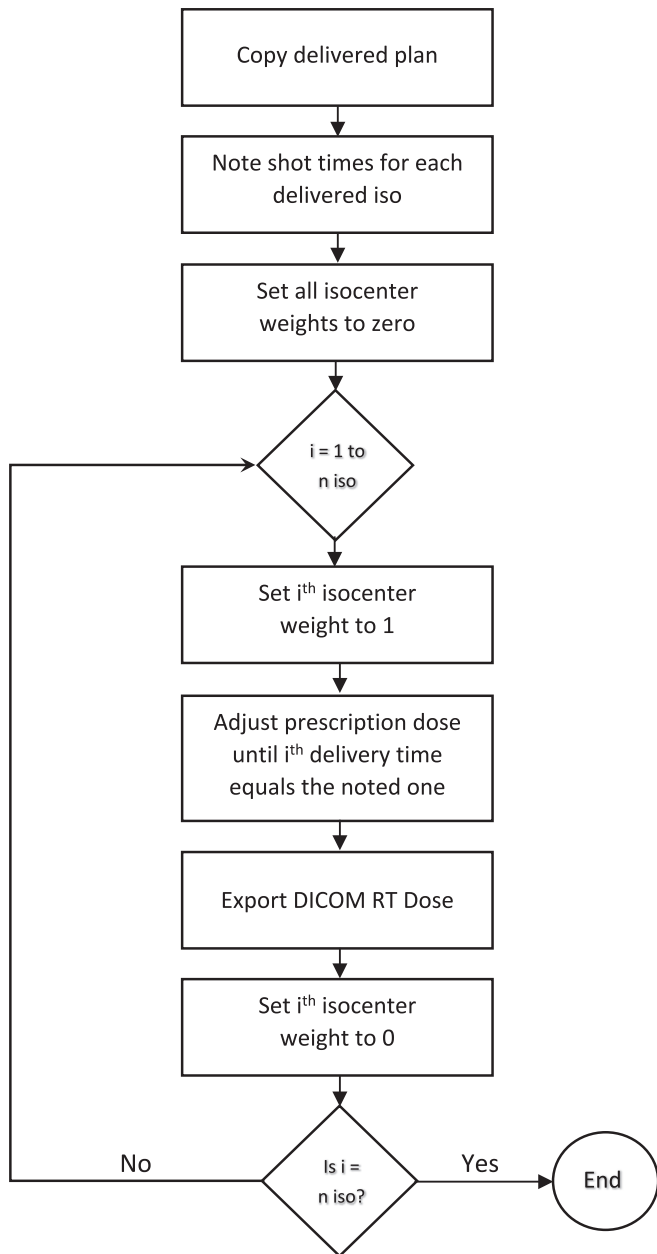 Copy delivered plan
Note shot times for each
delivered iso
Set all isocenter
weights to zero
i = 1 to
n iso
Set iᵗʰ isocenter
weight to 1
Adjust prescription dose
until iᵗʰ delivery time
equals the noted one
Export DICOM RT Dose
Set iᵗʰ isocenter
weight to 0
Is i =
n iso?
No
Yes
End